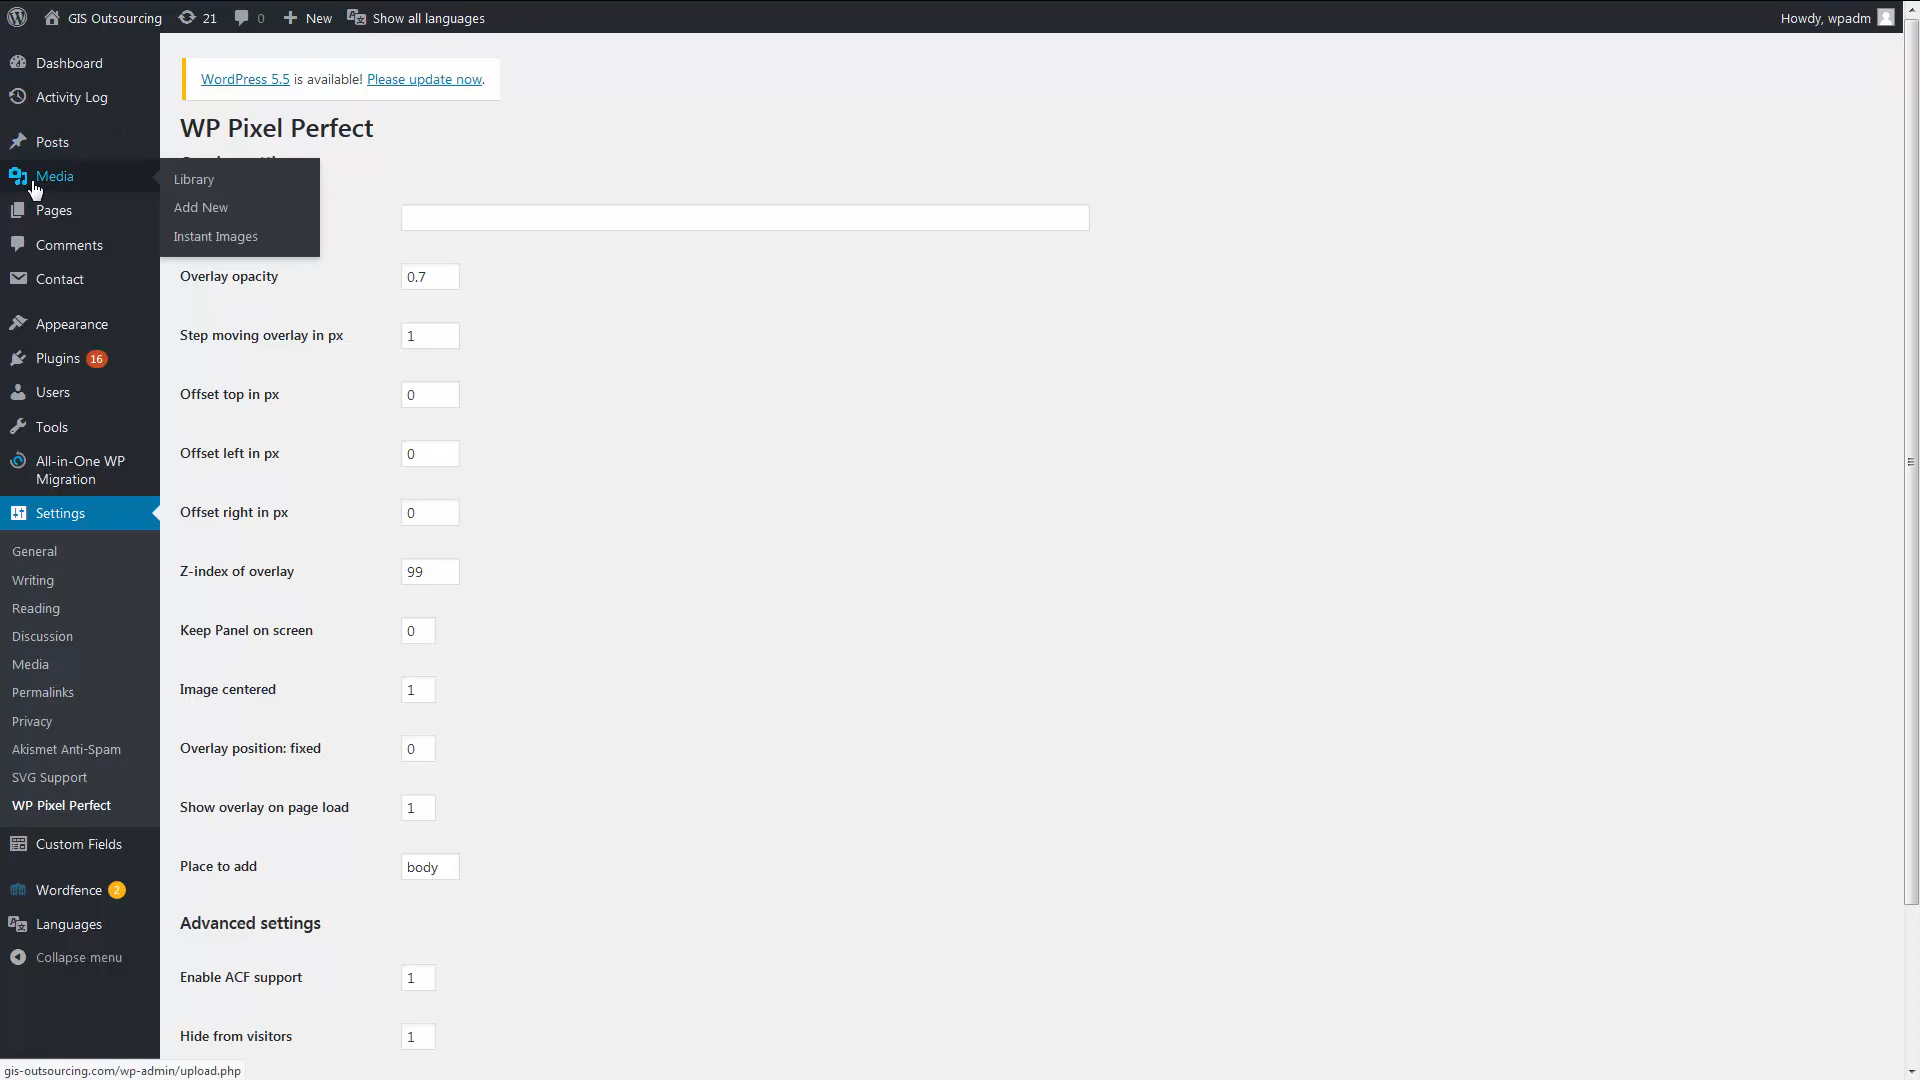 GIS Outsourcing
21
0
New
Show all languages
Howdy, wpadm
Dashboard
Activity Log
Posts
Media
Pages
Comments
Contact
Appearance
Plugins 16
Users
Tools
All-in-One WP
Migration
Settings
General
Writing
Reading
Discussion
Media
Permalinks
Privacy
Akismet Anti-Spam
SVG Support
WP Pixel Perfect
Custom Fields
Wordfence 2
Languages
Collapse menu
Library
Add New
Instant Images
WordPress 5.5 is available! Please update now.
WP Pixel Perfect
Overlay opacity 0.7
Step moving overlay in px 1
Offset top in px 0
Offset left in px 0
Offset right in px 0
Z-index of overlay 99
Keep Panel on screen 0
Image centered 1
Overlay position: fixed 0
Show overlay on page load 1
Place to add body
Advanced settings
Enable ACF support 1
Hide from visitors 1
gis-outsourcing.com/wp-admin/upload.php